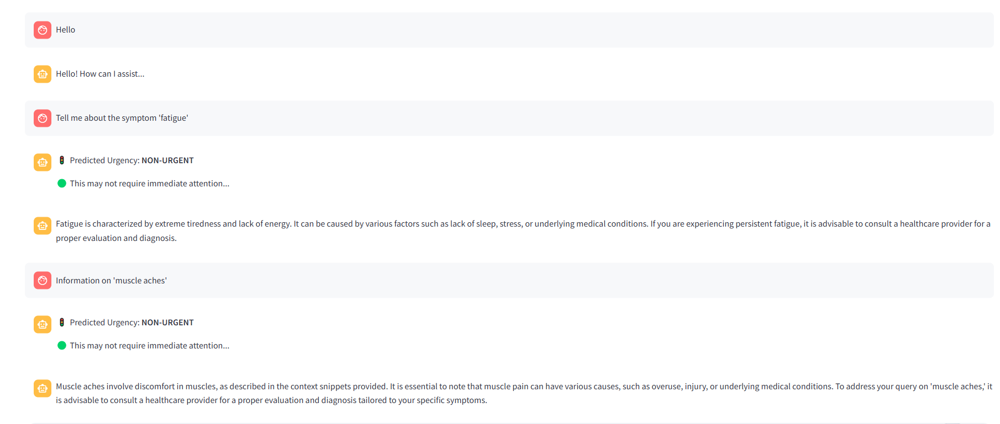 Hello
Hello! How can I assist...
Tell me about the symptom 'fatigue'
Predicted Urgency: NON-URGENT
This may not require immediate attention...
Fatigue is characterized by extreme tiredness and lack of energy. It can be caused by various factors such as lack of sleep, stress, or underlying medical conditions. If you are experiencing persistent fatigue, it is advisable to consult a healthcare provider for a
proper evaluation and diagnosis.
Information on 'muscle aches'
Predicted Urgency: NON-URGENT
This may not require immediate attention...
Muscle aches involve discomfort in muscles, as described in the context snippets provided. It is essential to note that muscle pain can have various causes, such as overuse, injury, or underlying medical conditions. To address your query on 'muscle aches,' it
is advisable to consult a healthcare provider for a proper evaluation and diagnosis tailored to your specific symptoms.